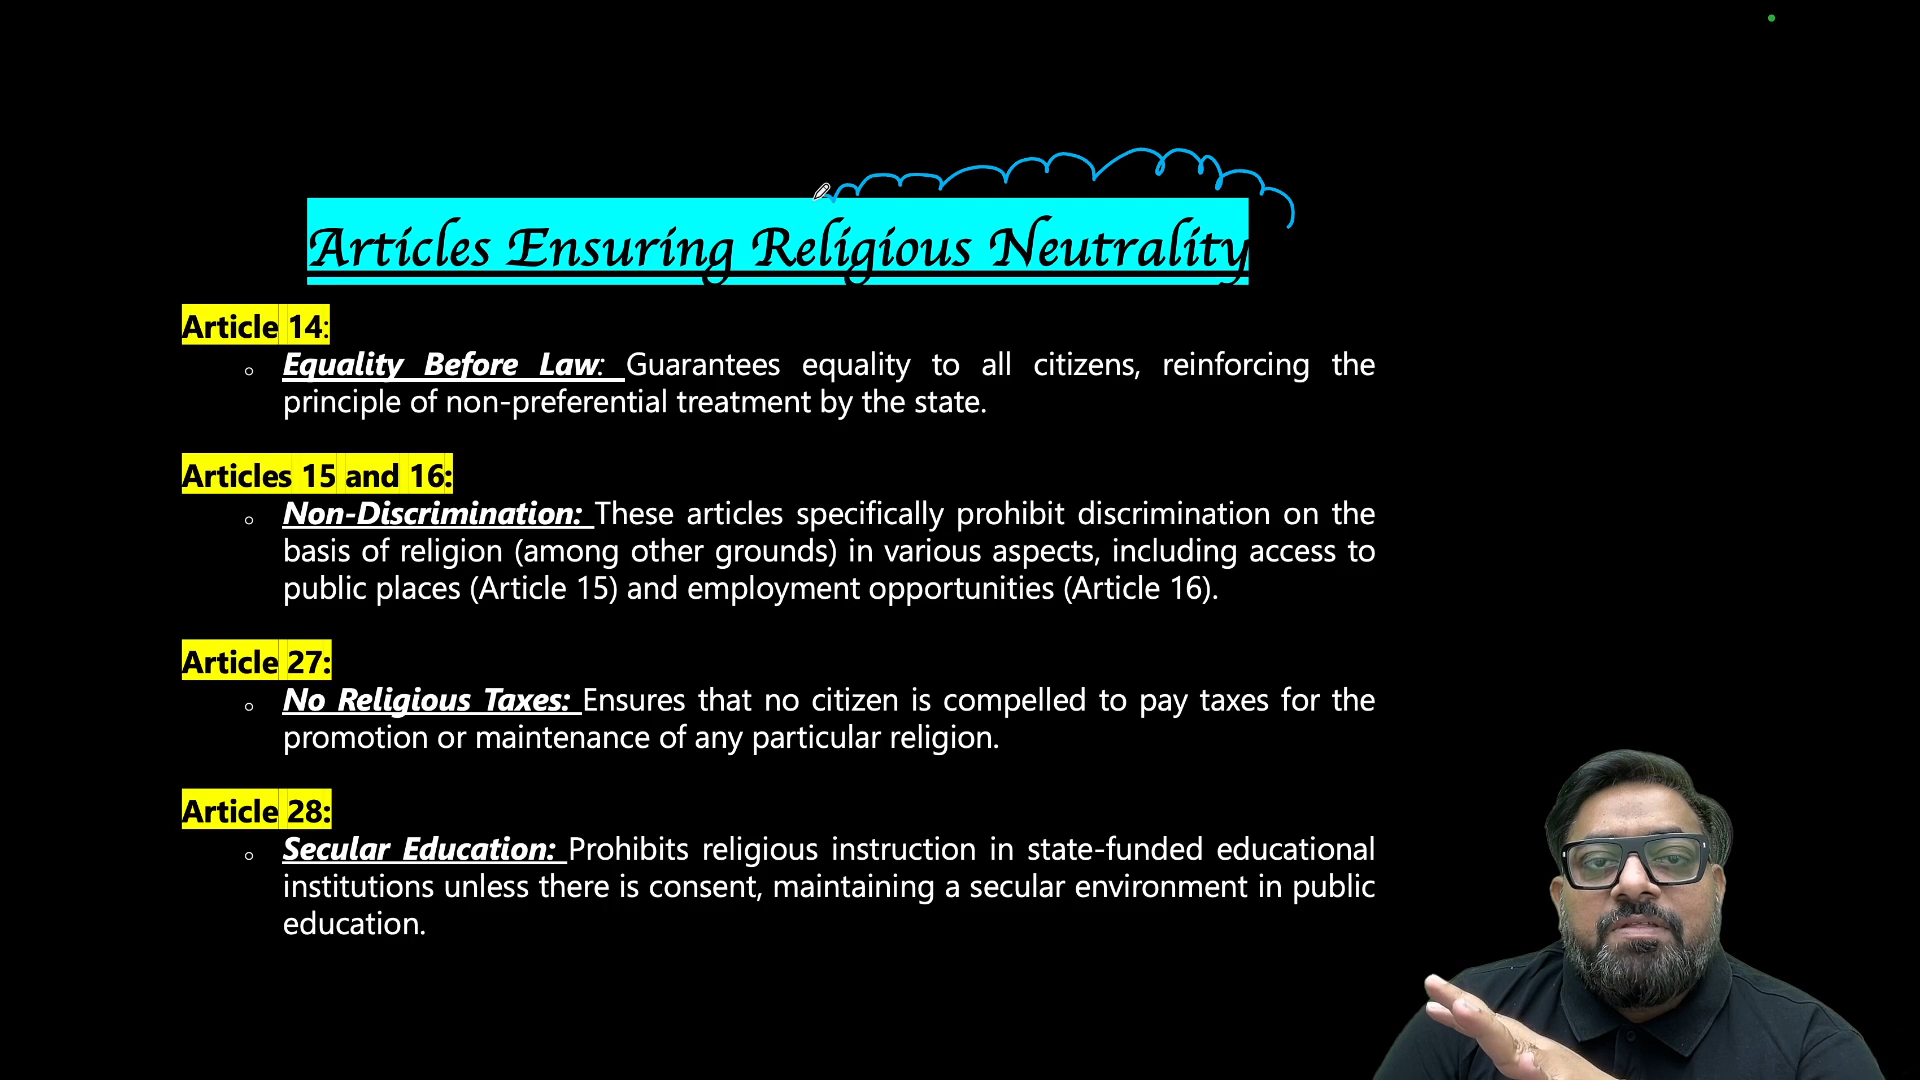 Articles Ensuring Religious Neutrality
Article 14:
Equality Before Law: Guarantees equality to all citizens, reinforcing the
principle of non-preferential treatment by the state.
Articles 15 and 16:
Non-Discrimination: These articles specifically prohibit discrimination on the
basis of religion (among other grounds) in various aspects, including access to
public places (Article 15) and employment opportunities (Article 16).
Article 27:
No Religious Taxes: Ensures that no citizen is compelled to pay taxes for the
promotion or maintenance of any particular religion.
Article 28:
Secular Education: Prohibits religious instruction in state-funded educational
institutions unless there is consent, maintaining a secular environment in public
education.